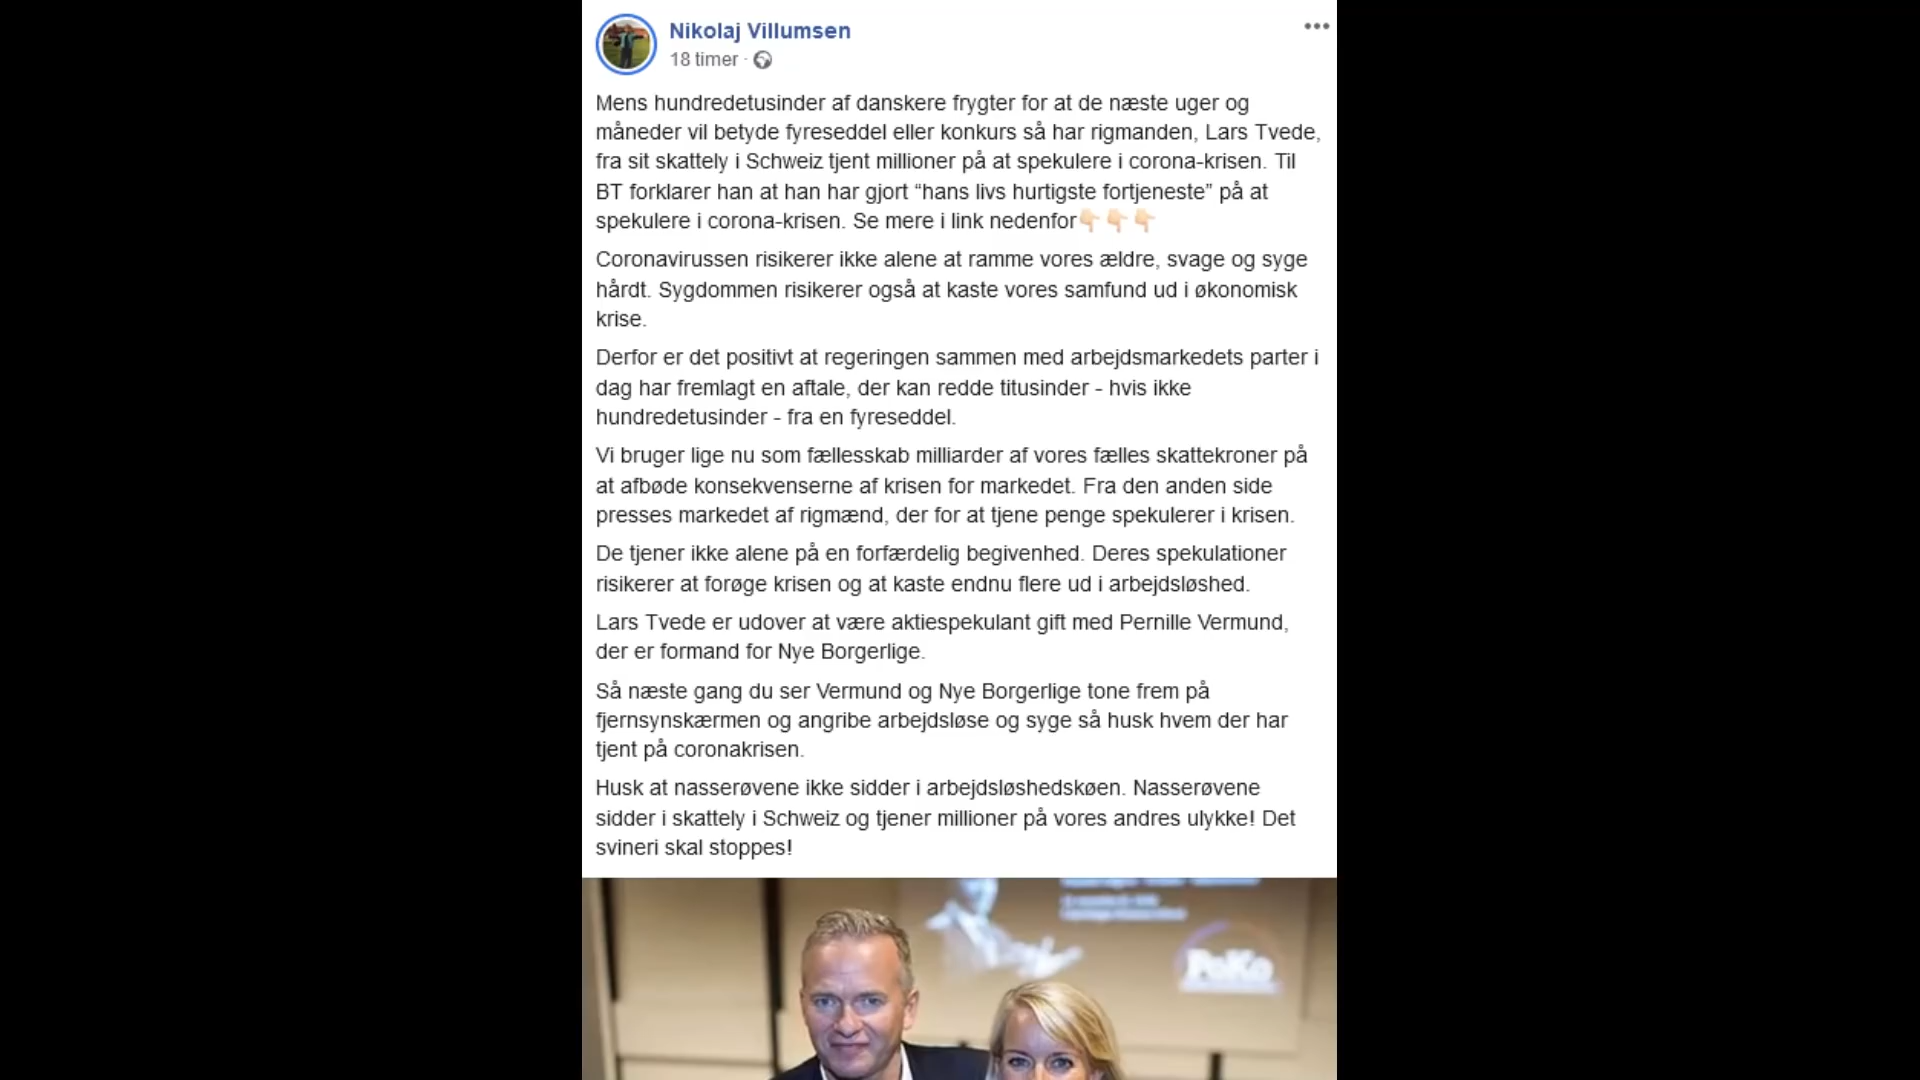 Nikolaj Villumsen
18 timer ·
Mens hundredetusinder af danskere frygter for at de næste uger og
måneder vil betyde fyreseddel eller konkurs så har rigmanden, Lars Tvede,
fra sit skattely i Schweiz tjent millioner på at spekulere i corona-krisen. Til
BT forklarer han at han har gjort “hans livs hurtigste fortjeneste” på at
spekulere i corona-krisen. Se mere i link nedenfor👇🏻👇🏻👇🏻
Coronavirussen risikerer ikke alene at ramme vores ældre, svage og syge
hårdt. Sygdommen risikerer også at kaste vores samfund ud i økonomisk
krise.
Derfor er det positivt at regeringen sammen med arbejdsmarkedets parter i
dag har fremlagt en aftale, der kan redde titusinder - hvis ikke
hundredetusinder - fra en fyreseddel.
Vi bruger lige nu som fællesskab milliarder af vores fælles skattekroner på
at afbøde konsekvenserne af krisen for markedet. Fra den anden side
presses markedet af rigmænd, der for at tjene penge spekulerer i krisen.
De tjener ikke alene på en forfærdelig begivenhed. Deres spekulationer
risikerer at forøge krisen og at kaste endnu flere ud i arbejdsløshed.
Lars Tvede er udover at være aktiespekulant gift med Pernille Vermund,
der er formand for Nye Borgerlige.
Så næste gang du ser Vermund og Nye Borgerlige tone frem på
fjernsynskærmen og angribe arbejdsløse og syge så husk hvem der har
tjent på coronakrisen.
Husk at nasserøvene ikke sidder i arbejdsløshedskøen. Nasserøvene
sidder i skattely i Schweiz og tjener millioner på vores andres ulykke! Det
svineri skal stoppes!
PoKo